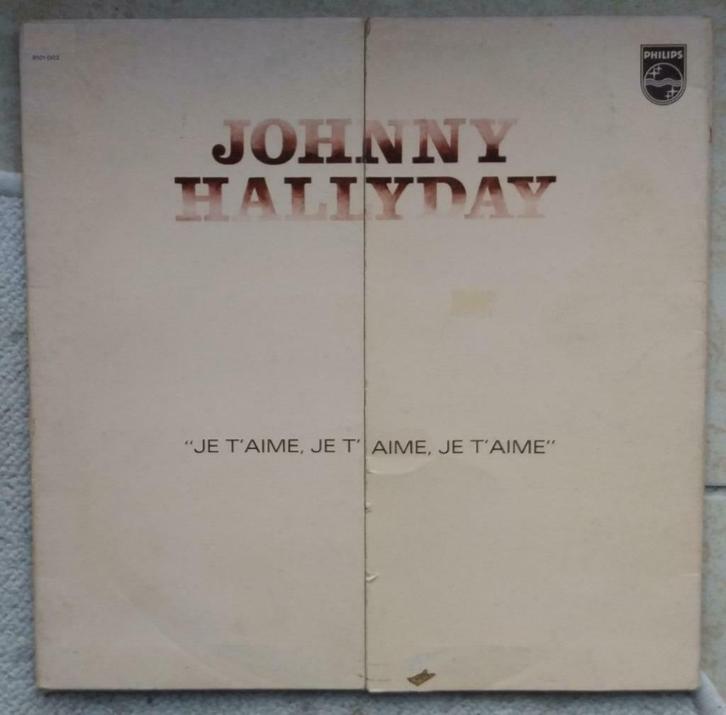 PHILIPS
JOHNNY
HALLYDAY
"JE T'AIME, JE T'AIME, JE T'AIME"